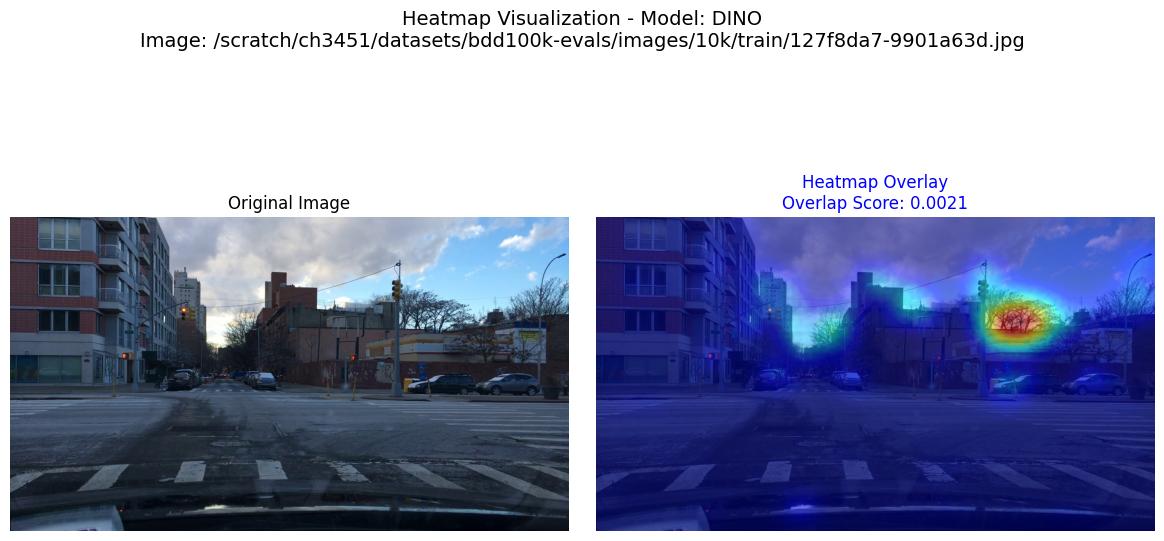 Heatmap Visualization - Model: DINO
Image: /scratch/ch3451/datasets/bdd100k-evals/images/10k/train/127f8da7-9901a63d.jpg
Original Image
Heatmap Overlay
Overlap Score: 0.0021